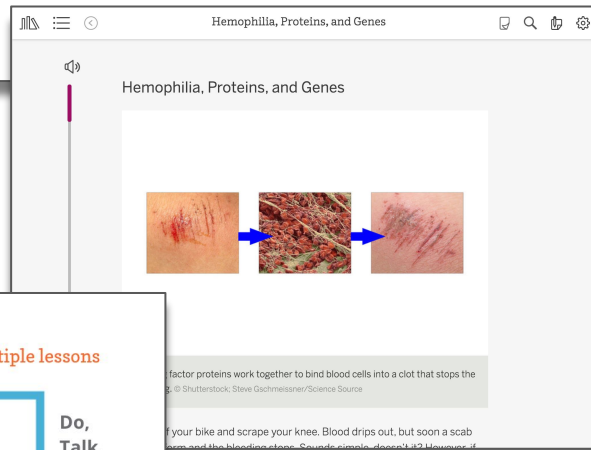 Hemophilia, Proteins, and Genes
Hemophilia, Proteins, and Genes
factor proteins work together to bind blood cells into a clot that stops the
© Shutterstock: Steve Gschmeissner/Science Source
your bike and scrape your knee. Blood drips out, but soon a scab
and the bleeding stops. Sounds simple, doesn't it? However, if
lessons
Do,
Talk